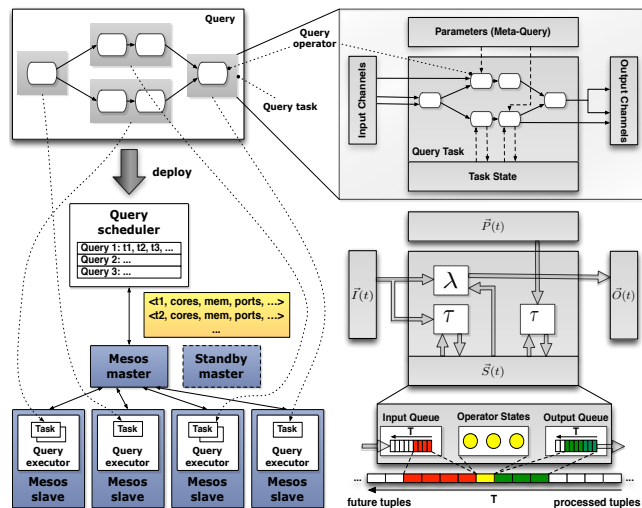 Query
Query
operator
Query task
deploy
Query
scheduler
Query 1: t1, t2, t3, ...
Query 2: ...
Query 3: ...
<t1, cores, mem, ports, ...>
<t2, cores, mem, ports, ...>
...
Mesos
master
Standby
master
Task
Query
executor
Mesos
slave
Task
Query
executor
Mesos
slave
Task
Query
executor
Mesos
slave
Task
Query
executor
Mesos
slave
Parameters (Meta-Query)
Input Channels
Output Channels
Query Task
Task State
P⃗(t)
I⃗(t)
λ
O⃗(t)
τ
τ
S⃗(t)
Input Queue
Operator States
Output Queue
T
T
...
...
T
future tuples
processed tuples